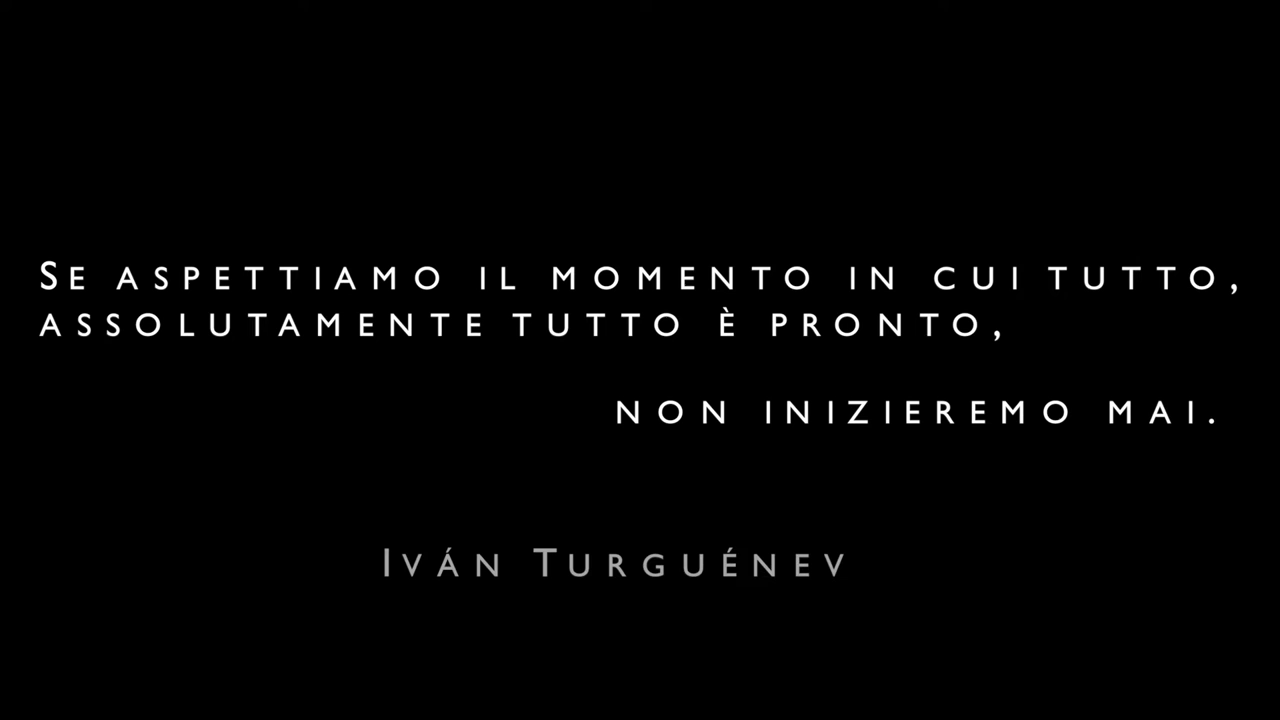 Se aspettiamo il momento in cui tutto,
assolutamente tutto è pronto,
non inizieremo mai.
Iván Turguénev